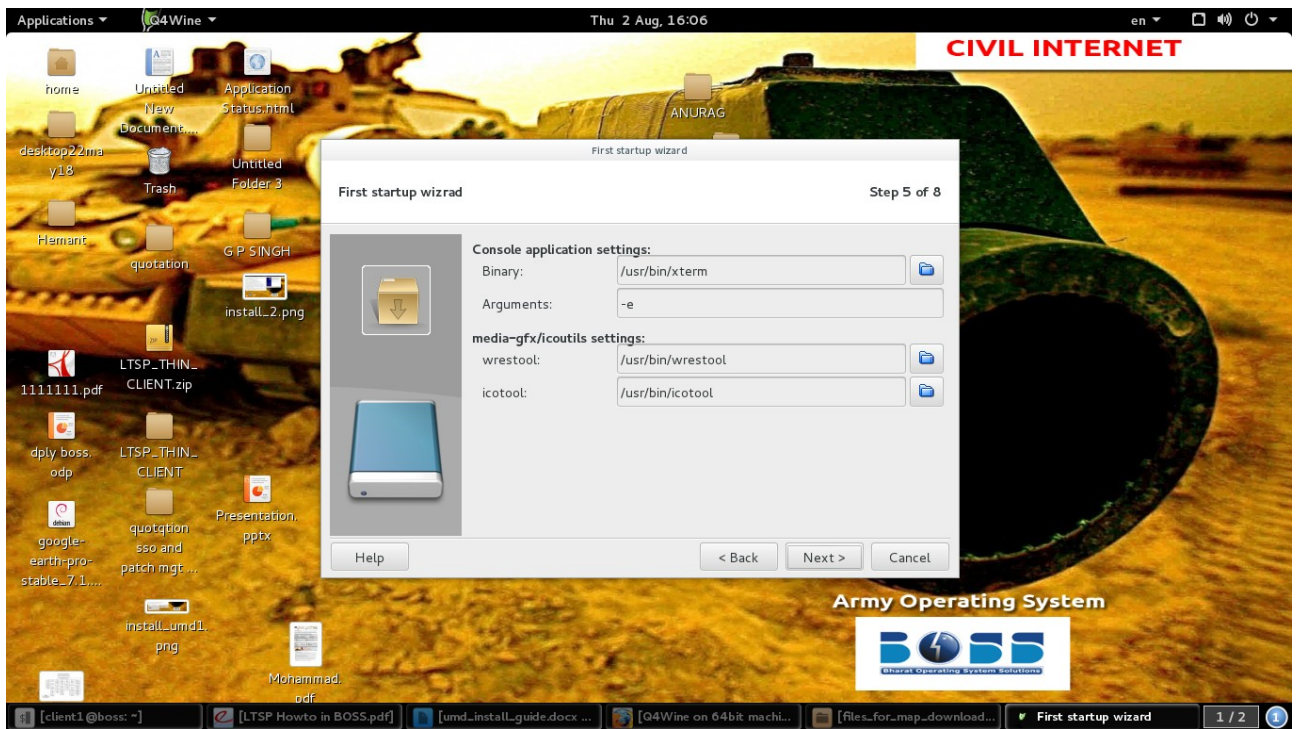 Applications
Q4Wine
Thu 2 Aug, 16:06
en
CIVIL INTERNET
home
Untitled
New
Document....
Application
Status.html
ANURAG
desktop22ma
y18
Trash
Untitled
Folder 3
Hemant
quotation
G P SINGH
install_2.png
1111111.pdf
LTSP_THIN_
CLIENT.zip
dply boss.
odp
LTSP_THIN_
CLIENT
debian
google-
earth-pro-
stable_7.1....
quotqtion
sso and
patch mgt ...
Presentation.
pptx
install_umd1.
png
Mohammad.
pdf
First startup wizard
First startup wizrad
Step 5 of 8
Console application settings:
Binary:
/usr/bin/xterm
Arguments:
-e
media-gfx/icoutils settings:
wrestool:
/usr/bin/wrestool
icotool:
/usr/bin/icotool
Help
< Back
Next >
Cancel
Army Operating System
BOSS
Bharat Operating System Solutions
[client1@boss: ~]
[LTSP Howto in BOSS.pdf]
[umd_install_guide.docx ...
[Q4Wine on 64bit machi...
[files_for_map_download...
First startup wizard
1 / 2
1